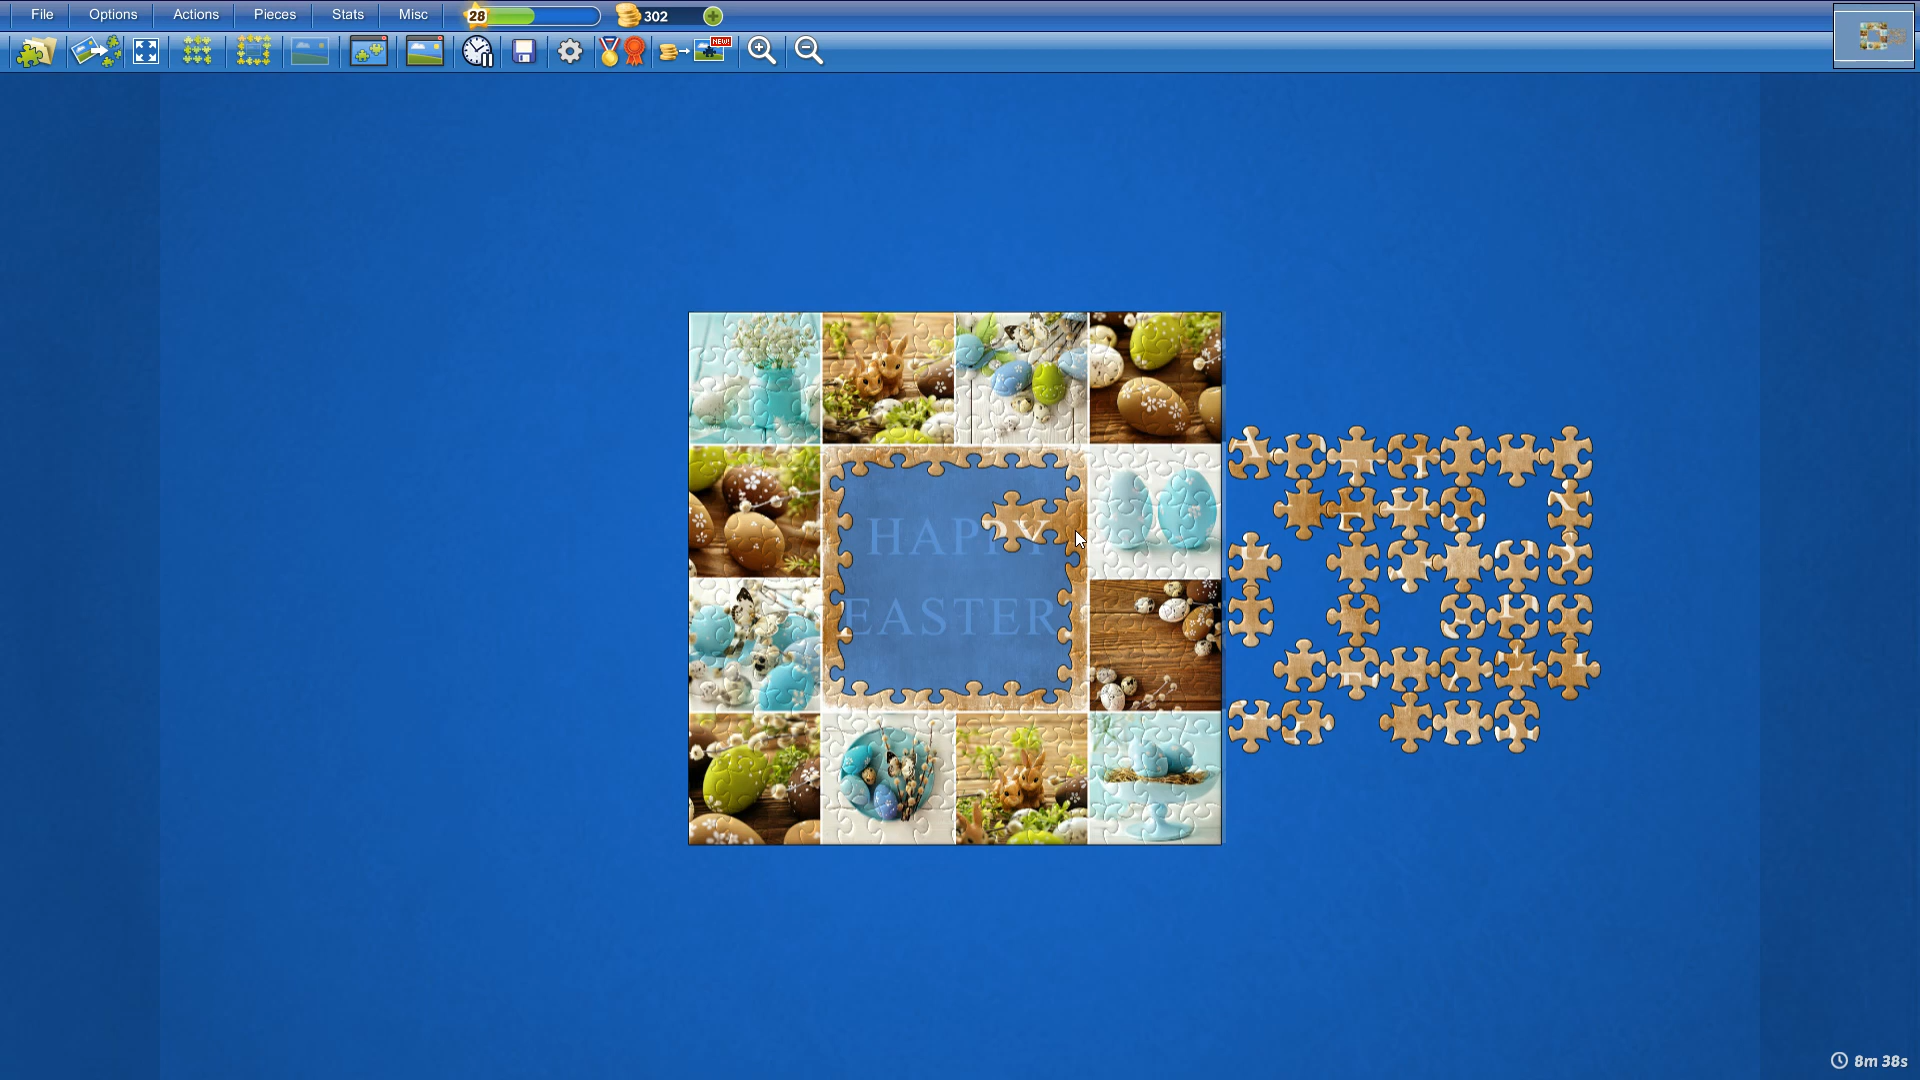 File Options Actions Pieces Stats Misc 28 302
NEW!
HAPPY
EASTER
8m 38s